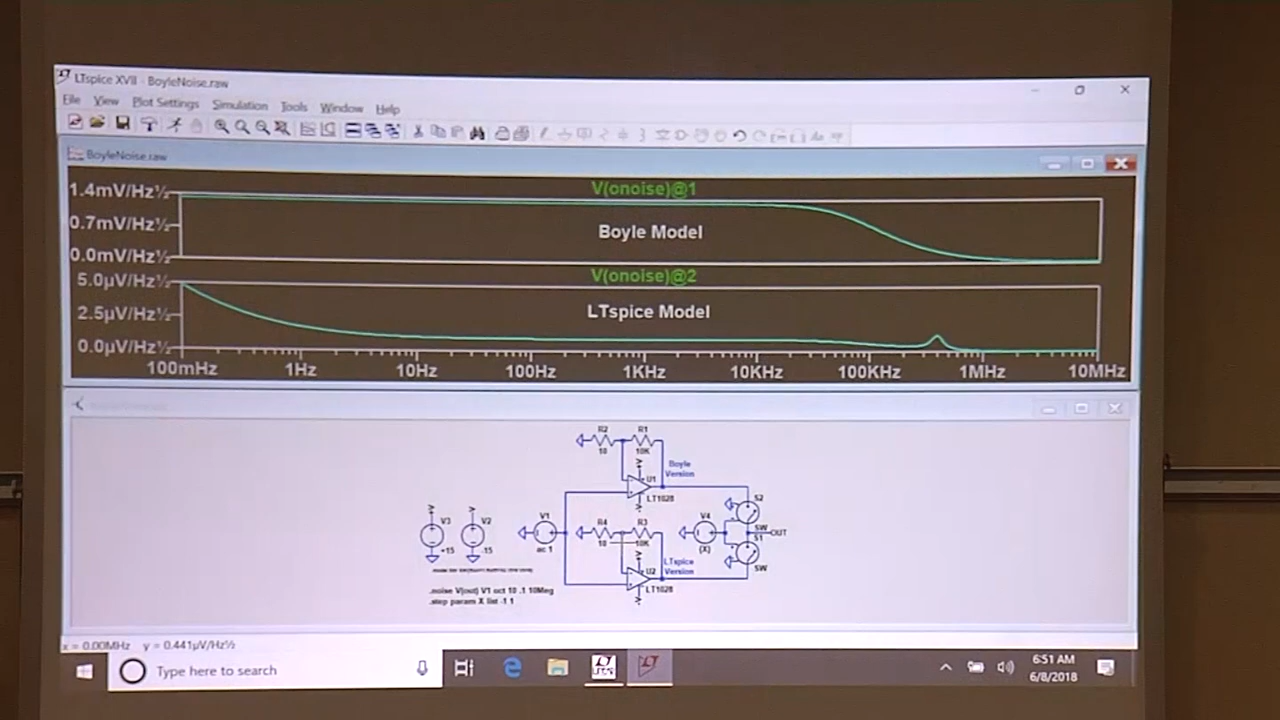 LTspice XVII - BoyleNoise.raw
File View Plot Settings Simulation Tools Window Help
BoyleNoise.raw
V(onoise)@1
1.4mV/Hz½
0.7mV/Hz½
0.0mV/Hz½
Boyle Model
V(onoise)@2
5.0µV/Hz½
2.5µV/Hz½
0.0µV/Hz½
LTspice Model
100mHz 1Hz 10Hz 100Hz 1KHz 10KHz 100KHz 1MHz 10MHz
R2 R1
10 10K
Boyle
Version
U1
LT1028
S2
SW
V3 V2 V1 R4 R3 V4
OUT
+15 -15 ac 1 10 10K (X)
S1
SW
LTspice
Version
U2
LT1028
.noise V(out) V1 oct 10 .1 10Meg
.step param X list -1 1
x = 0.00MHz y = 0.441µV/Hz½
Type here to search
6:51 AM
6/8/2018